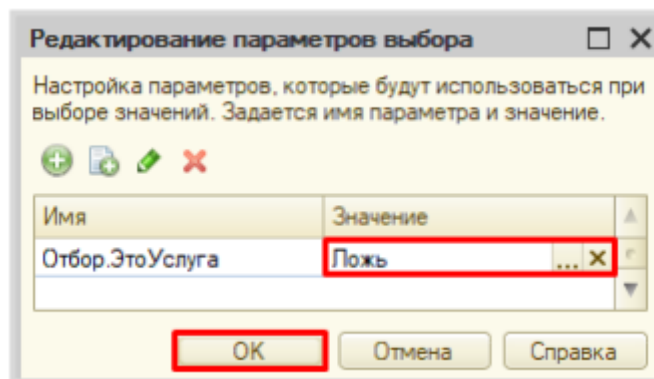 Редактирование параметров выбора
Настройка параметров, которые будут использоваться при
выборе значений. Задается имя параметра и значение.
Имя Значение
Отбор.ЭтоУслуга Ложь ...
OK Отмена Справка